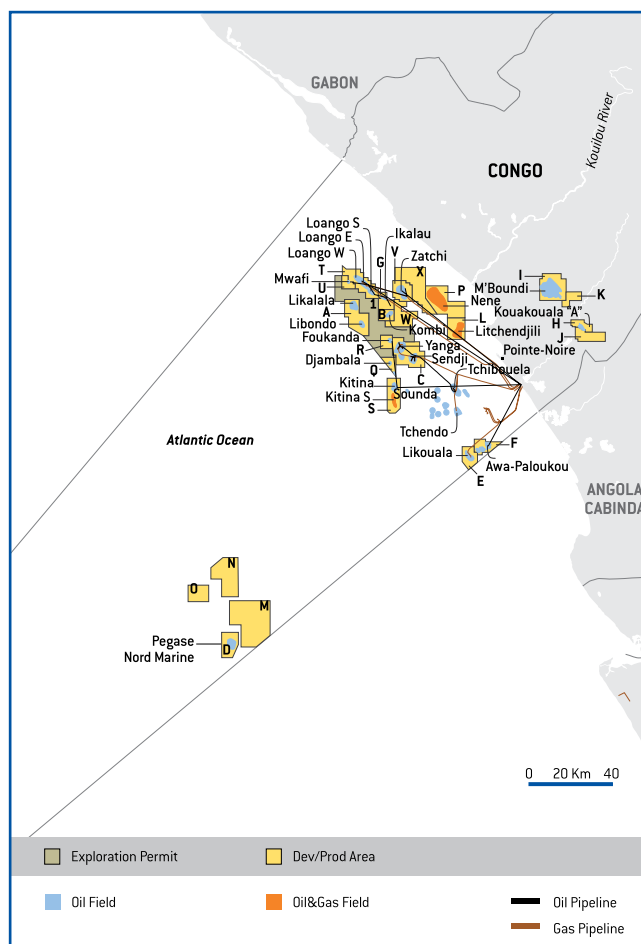 GABON
Kouilou River
CONGO
Loango S
Loango E
Loango W
Ikalau
G
V
Zatchi
T
X
Mwafi
U
I
M'Boundi
K
P
Nene
Likalala
1
B
A
W
Kouakouala "A"
L
H
Libondo
Kombi
Litchendjili
Foukanda
J
R
Yanga
Pointe-Noire
Sendji
Djambala
Tchibouela
Q
C
Kitina
Sounda
Kitina S
S
Tchendo
Atlantic Ocean
F
Likouala
Awa-Paloukou
E
ANGOLA
CABINDA
N
O
M
Pegase
Nord Marine
D
0 20 Km 40
Exploration Permit
Dev/Prod Area
Oil Field
Oil&Gas Field
Oil Pipeline
Gas Pipeline